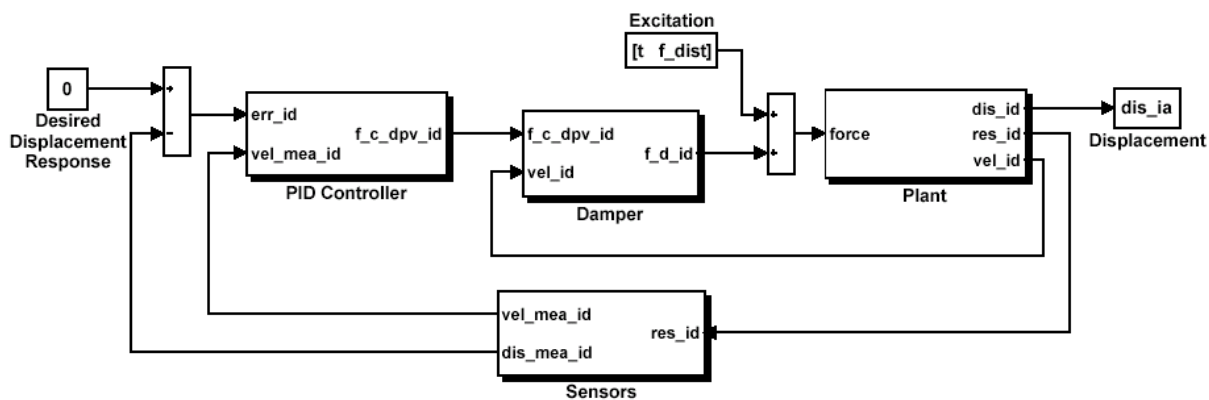 Excitation
[t f_dist]
0
Desired
Displacement
Response
+
-
err_id
f_c_dpv_id
vel_mea_id
PID Controller
f_c_dpv_id
f_d_id
vel_id
Damper
+
+
force
dis_id
res_id
vel_id
Plant
dis_ia
Displacement
vel_mea_id
res_id
dis_mea_id
Sensors